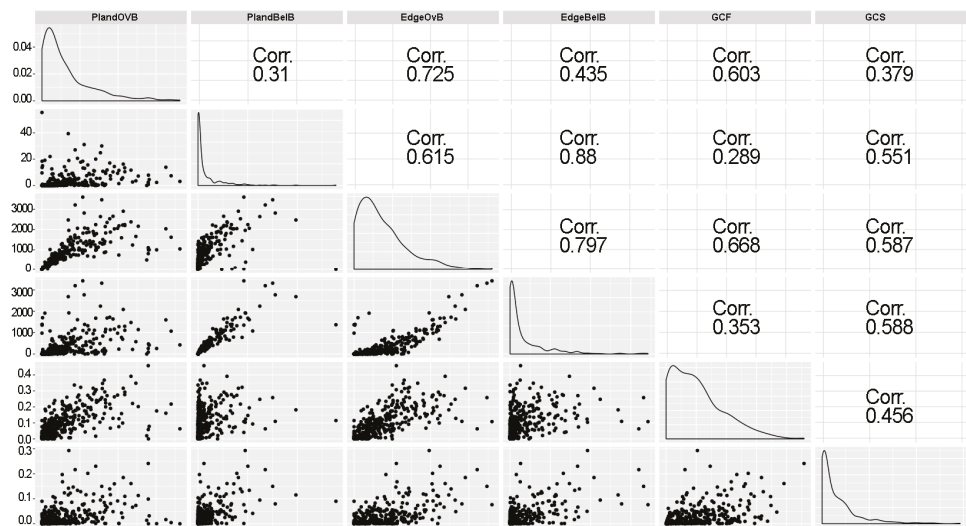 PlandOVB PlandBelB EdgeOvB EdgeBelB GCF GCS
0.04
0.02
0.00
Corr.
0.31
Corr.
0.725
Corr.
0.435
Corr.
0.603
Corr.
0.379
40
20
0
Corr.
0.615
Corr.
0.88
Corr.
0.289
Corr.
0.551
3000
2000
1000
0
Corr.
0.797
Corr.
0.668
Corr.
0.587
3000
2000
1000
0
Corr.
0.353
Corr.
0.588
0.4
0.3
0.2
0.1
0.0
Corr.
0.456
0.3
0.2
0.1
0.0